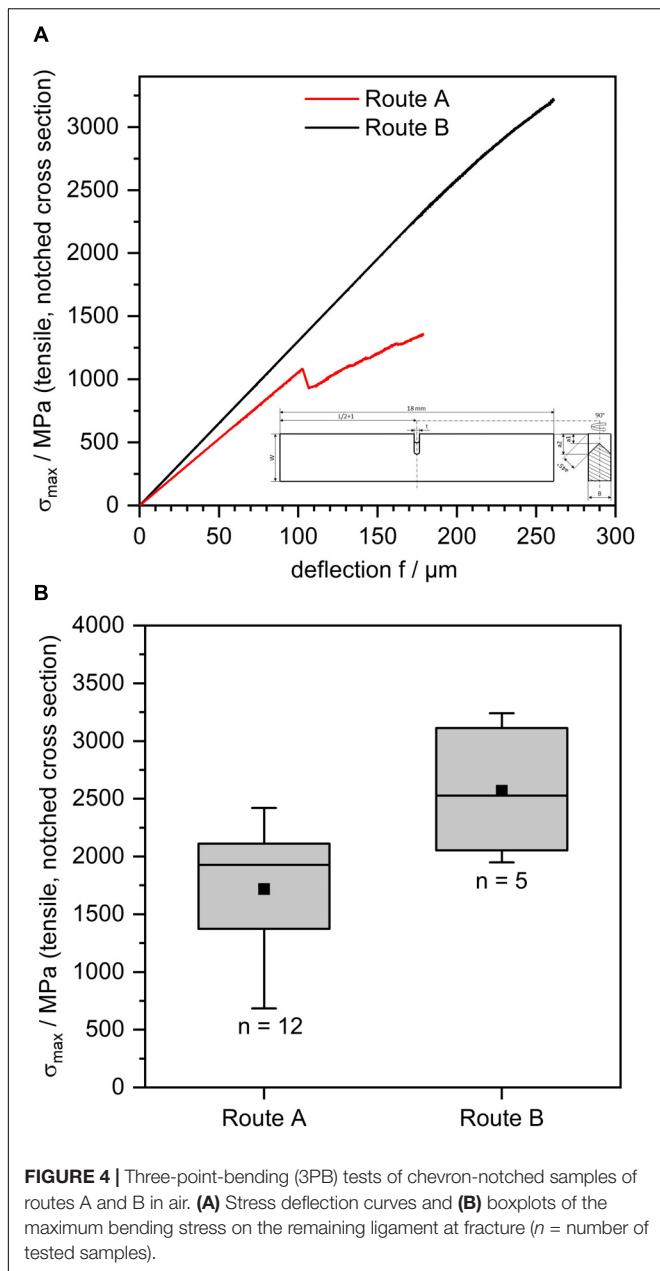 A
Route A
Route B
σmax / MPa (tensile, notched cross section)
3000
2500
2000
1500
1000
500
0
18 mm
L/2+1
t
W
90°
a1
a2
B
0
50
100
150
200
250
300
deflection f / μm
B
σmax / MPa (tensile, notched cross section)
4000
3500
3000
2500
2000
1500
1000
500
0
n = 12
n = 5
Route A
Route B
FIGURE 4 | Three-point-bending (3PB) tests of chevron-notched samples of
routes A and B in air. (A) Stress deflection curves and (B) boxplots of the
maximum bending stress on the remaining ligament at fracture (n = number of
tested samples).